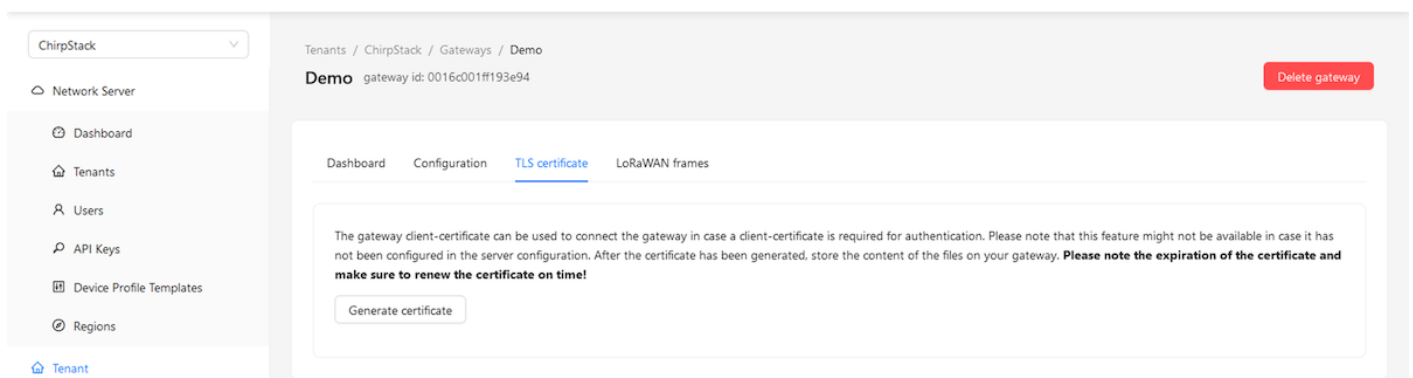 ChirpStack
Network Server
Dashboard
Tenants
Users
API Keys
Device Profile Templates
Regions
Tenant
Tenants / ChirpStack / Gateways / Demo
Demo gateway id: 0016c001ff193e94
Delete gateway
Dashboard Configuration TLS certificate LoRaWAN frames
The gateway client-certificate can be used to connect the gateway in case a client-certificate is required for authentication. Please note that this feature might not be available in case it has
not been configured in the server configuration. After the certificate has been generated, store the content of the files on your gateway. Please note the expiration of the certificate and
make sure to renew the certificate on time!
Generate certificate